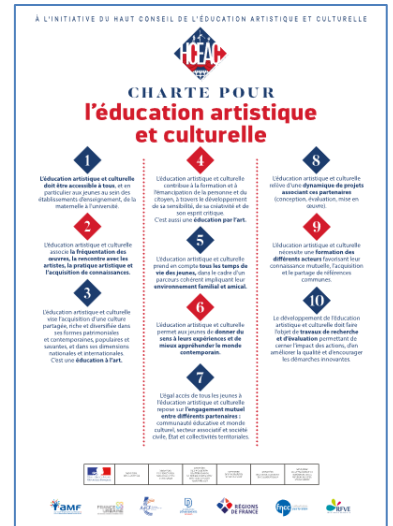 À L'INITIATIVE DU HAUT CONSEIL DE L'ÉDUCATION ARTISTIQUE ET CULTURELLE
HCEAC
CHARTE POUR
l'éducation artistique
et culturelle
1
L'éducation artistique et culturelle
doit être accessible à tous, et en
particulier aux jeunes au sein des
établissements d'enseignement, de la
maternelle à l'université.
2
L'éducation artistique et culturelle
associe la fréquentation des
œuvres, la rencontre avec les
artistes, la pratique artistique et
l'acquisition de connaissances.
3
L'éducation artistique et culturelle
vise l'acquisition d'une culture
partagée, riche et diversifiée dans
ses formes patrimoniales
et contemporaines, populaires et
savantes, et dans ses dimensions
nationales et internationales.
C'est une éducation à l'art.
4
L'éducation artistique et culturelle
contribue à la formation et à
l'émancipation de la personne et du
citoyen, à travers le développement
de sa sensibilité, de sa créativité et de
son esprit critique.
C'est aussi une éducation par l'art.
5
L'éducation artistique et culturelle
prend en compte tous les temps de
vie des jeunes, dans le cadre d'un
parcours cohérent impliquant leur
environnement familial et amical.
6
L'éducation artistique et culturelle
permet aux jeunes de donner du
sens à leurs expériences et de
mieux appréhender le monde
contemporain.
7
L'égal accès de tous les jeunes à
l'éducation artistique et culturelle
repose sur l'engagement mutuel
entre différents partenaires :
communauté éducative et monde
culturel, secteur associatif et société
civile, État et collectivités territoriales.
8
L'éducation artistique et culturelle
relève d'une dynamique de projets
associant ces partenaires
(conception, évaluation, mise en
œuvre).
9
L'éducation artistique et culturelle
nécessite une formation des
différents acteurs favorisant leur
connaissance mutuelle, l'acquisition
et le partage de références
communes.
10
Le développement de l'éducation
artistique et culturelle doit faire
l'objet de travaux de recherche
et d'évaluation permettant de
cerner l'impact des actions, d'en
améliorer la qualité et d'encourager
les démarches innovantes.
AMF
FRANCE
URBAINE
RÉGIONS
DE FRANCE
fncc
RFVE